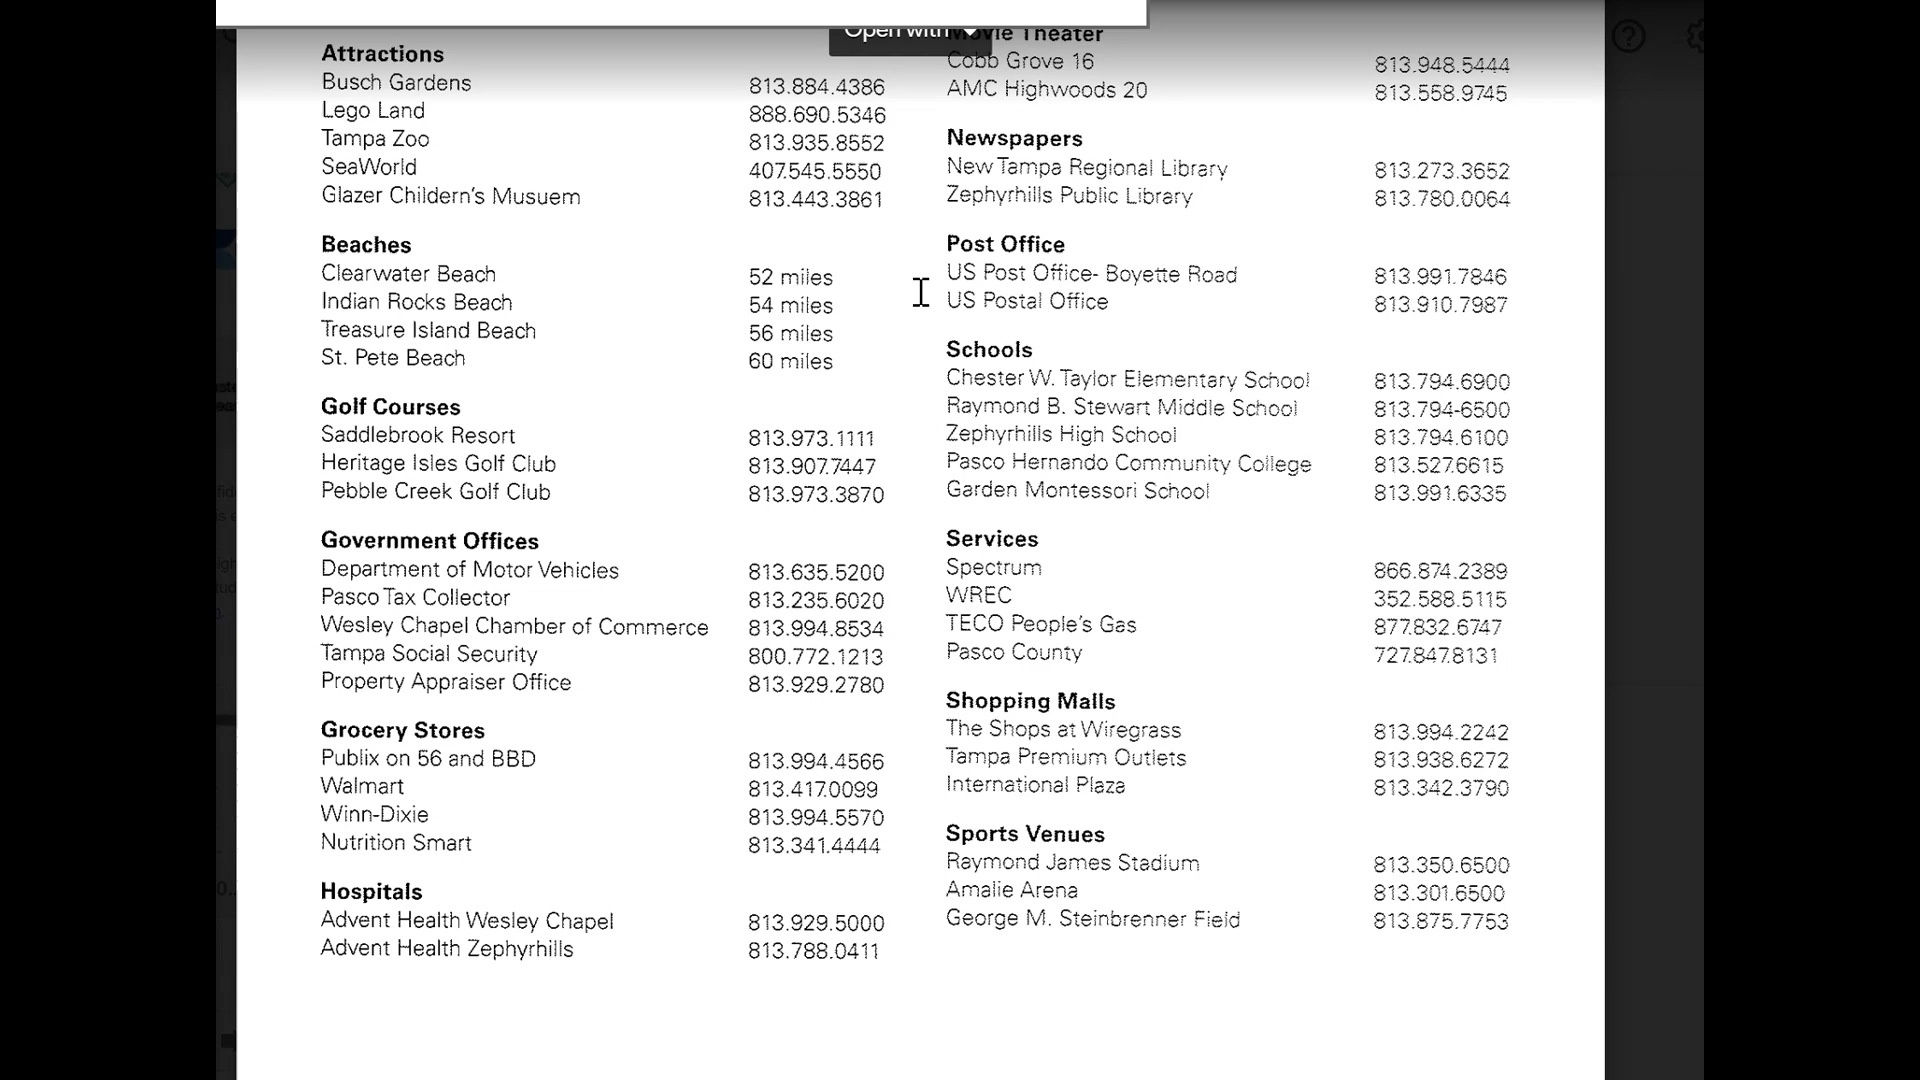 Open with
Attractions
Busch Gardens 813.884.4386
Lego Land 888.690.5346
Tampa Zoo 813.935.8552
SeaWorld 407.545.5550
Glazer Childern's Musuem 813.443.3861
Beaches
Clearwater Beach 52 miles
Indian Rocks Beach 54 miles
Treasure Island Beach 56 miles
St. Pete Beach 60 miles
Golf Courses
Saddlebrook Resort 813.973.1111
Heritage Isles Golf Club 813.907.7447
Pebble Creek Golf Club 813.973.3870
Government Offices
Department of Motor Vehicles 813.635.5200
Pasco Tax Collector 813.235.6020
Wesley Chapel Chamber of Commerce 813.994.8534
Tampa Social Security 800.772.1213
Property Appraiser Office 813.929.2780
Grocery Stores
Publix on 56 and BBD 813.994.4566
Walmart 813.417.0099
Winn-Dixie 813.994.5570
Nutrition Smart 813.341.4444
Hospitals
Advent Health Wesley Chapel 813.929.5000
Advent Health Zephyrhills 813.788.0411
Movie Theater
Cobb Grove 16 813.948.5444
AMC Highwoods 20 813.558.9745
Newspapers
New Tampa Regional Library 813.273.3652
Zephyrhills Public Library 813.780.0064
Post Office
US Post Office- Boyette Road 813.991.7846
US Postal Office 813.910.7987
Schools
Chester W. Taylor Elementary School 813.794.6900
Raymond B. Stewart Middle School 813.794-6500
Zephyrhills High School 813.794.6100
Pasco Hernando Community College 813.527.6615
Garden Montessori School 813.991.6335
Services
Spectrum 866.874.2389
WREC 352.588.5115
TECO People's Gas 877.832.6747
Pasco County 727.847.8131
Shopping Malls
The Shops at Wiregrass 813.994.2242
Tampa Premium Outlets 813.938.6272
International Plaza 813.342.3790
Sports Venues
Raymond James Stadium 813.350.6500
Amalie Arena 813.301.6500
George M. Steinbrenner Field 813.875.7753